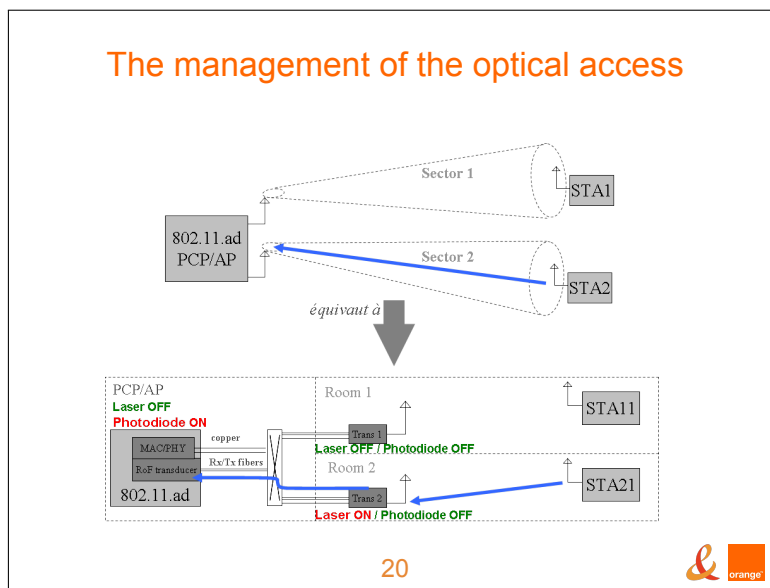 The management of the optical access
Sector 1
STA1
802.11.ad
PCP/AP
Sector 2
STA2
équivaut à
PCP/AP
Laser OFF
Photodiode ON
Room 1
STA11
copper
MAC/PHY
Trans 1
Laser OFF / Photodiode OFF
Rx/Tx fibers
RoF transducer
Room 2
802.11.ad
STA21
Trans 2
Laser ON / Photodiode OFF
20
&
orange™